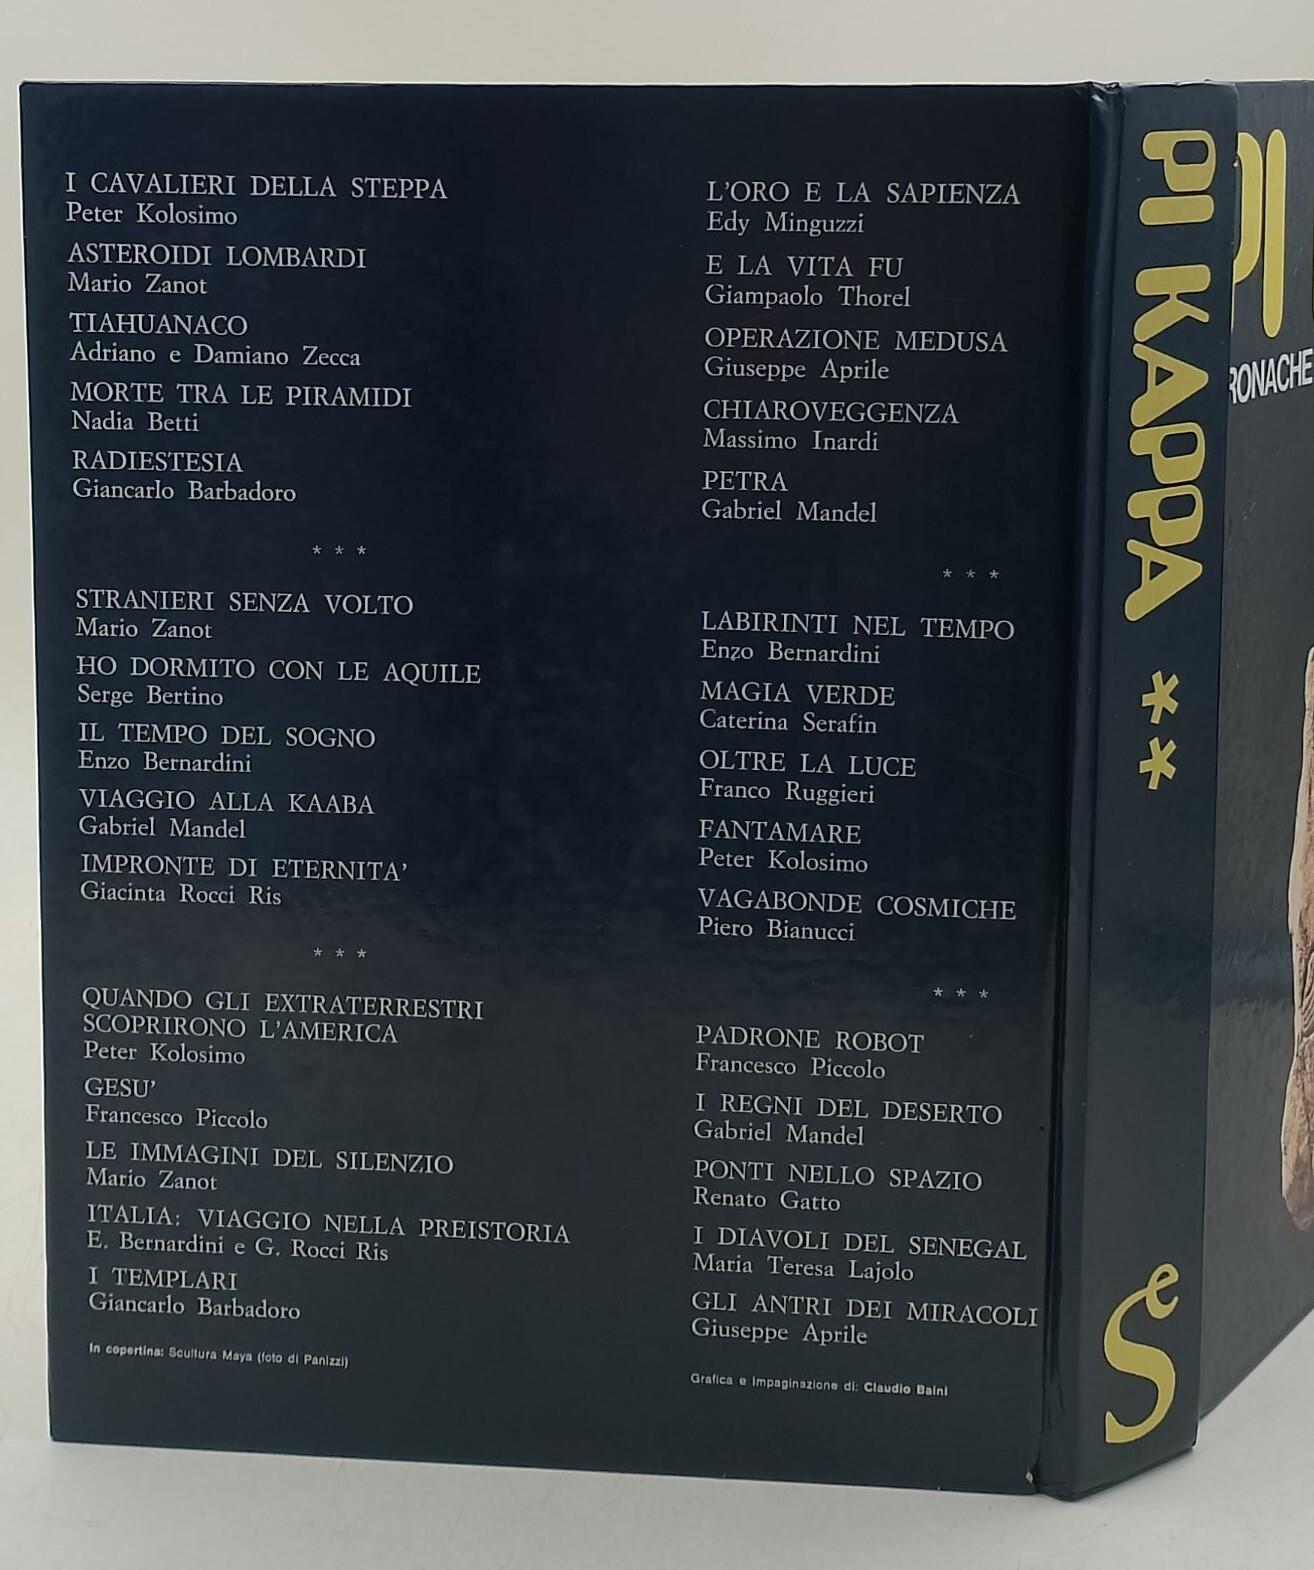 I CAVALIERI DELLA STEPPA
Peter Kolosimo
ASTEROIDI LOMBARDI
Mario Zanot
TIAHUANACO
Adriano e Damiano Zecca
MORTE TRA LE PIRAMIDI
Nadia Betti
RADIESTESIA
Giancarlo Barbadoro
* * *
STRANIERI SENZA VOLTO
Mario Zanot
HO DORMITO CON LE AQUILE
Serge Bertino
IL TEMPO DEL SOGNO
Enzo Bernardini
VIAGGIO ALLA KAABA
Gabriel Mandel
IMPRONTE DI ETERNITA'
Giacinta Rocci Ris
* * *
QUANDO GLI EXTRATERRESTRI
SCOPRIRONO L'AMERICA
Peter Kolosimo
GESU'
Francesco Piccolo
LE IMMAGINI DEL SILENZIO
Mario Zanot
ITALIA: VIAGGIO NELLA PREISTORIA
E. Bernardini e G. Rocci Ris
I TEMPLARI
Giancarlo Barbadoro
In copertina: Scultura Maya (foto di Panizzi)
L'ORO E LA SAPIENZA
Edy Minguzzi
E LA VITA FU
Giampaolo Thorel
OPERAZIONE MEDUSA
Giuseppe Aprile
CHIAROVEGGENZA
Massimo Inardi
PETRA
Gabriel Mandel
* * *
LABIRINTI NEL TEMPO
Enzo Bernardini
MAGIA VERDE
Caterina Serafin
OLTRE LA LUCE
Franco Ruggieri
FANTAMARE
Peter Kolosimo
VAGABONDE COSMICHE
Piero Bianucci
* * *
PADRONE ROBOT
Francesco Piccolo
I REGNI DEL DESERTO
Gabriel Mandel
PONTI NELLO SPAZIO
Renato Gatto
I DIAVOLI DEL SENEGAL
Maria Teresa Lajolo
GLI ANTRI DEI MIRACOLI
Giuseppe Aprile
Grafica e Impaginazione di: Claudio Baini
PI KAPPA **
Se
PI
RONACHE